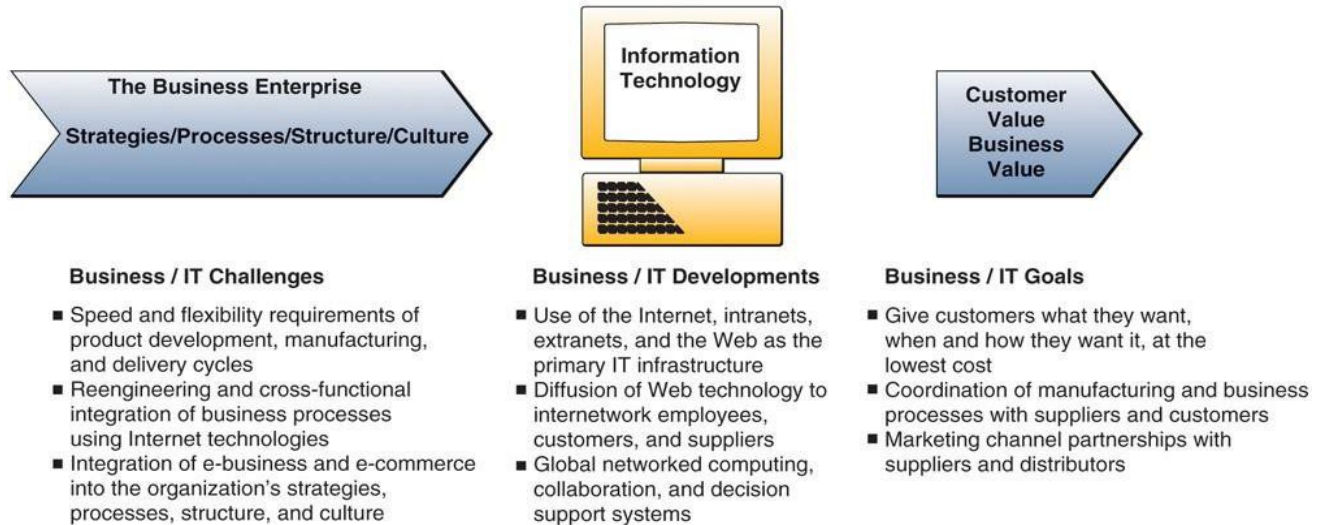 The Business Enterprise
Strategies/Processes/Structure/Culture
Information
Technology
Customer
Value
Business
Value
Business / IT Challenges
■ Speed and flexibility requirements of
product development, manufacturing,
and delivery cycles
■ Reengineering and cross-functional
integration of business processes
using Internet technologies
■ Integration of e-business and e-commerce
into the organization's strategies,
processes, structure, and culture
Business / IT Developments
■ Use of the Internet, intranets,
extranets, and the Web as the
primary IT infrastructure
■ Diffusion of Web technology to
internetwork employees,
customers, and suppliers
■ Global networked computing,
collaboration, and decision
support systems
Business / IT Goals
■ Give customers what they want,
when and how they want it, at the
lowest cost
■ Coordination of manufacturing and business
processes with suppliers and customers
■ Marketing channel partnerships with
suppliers and distributors